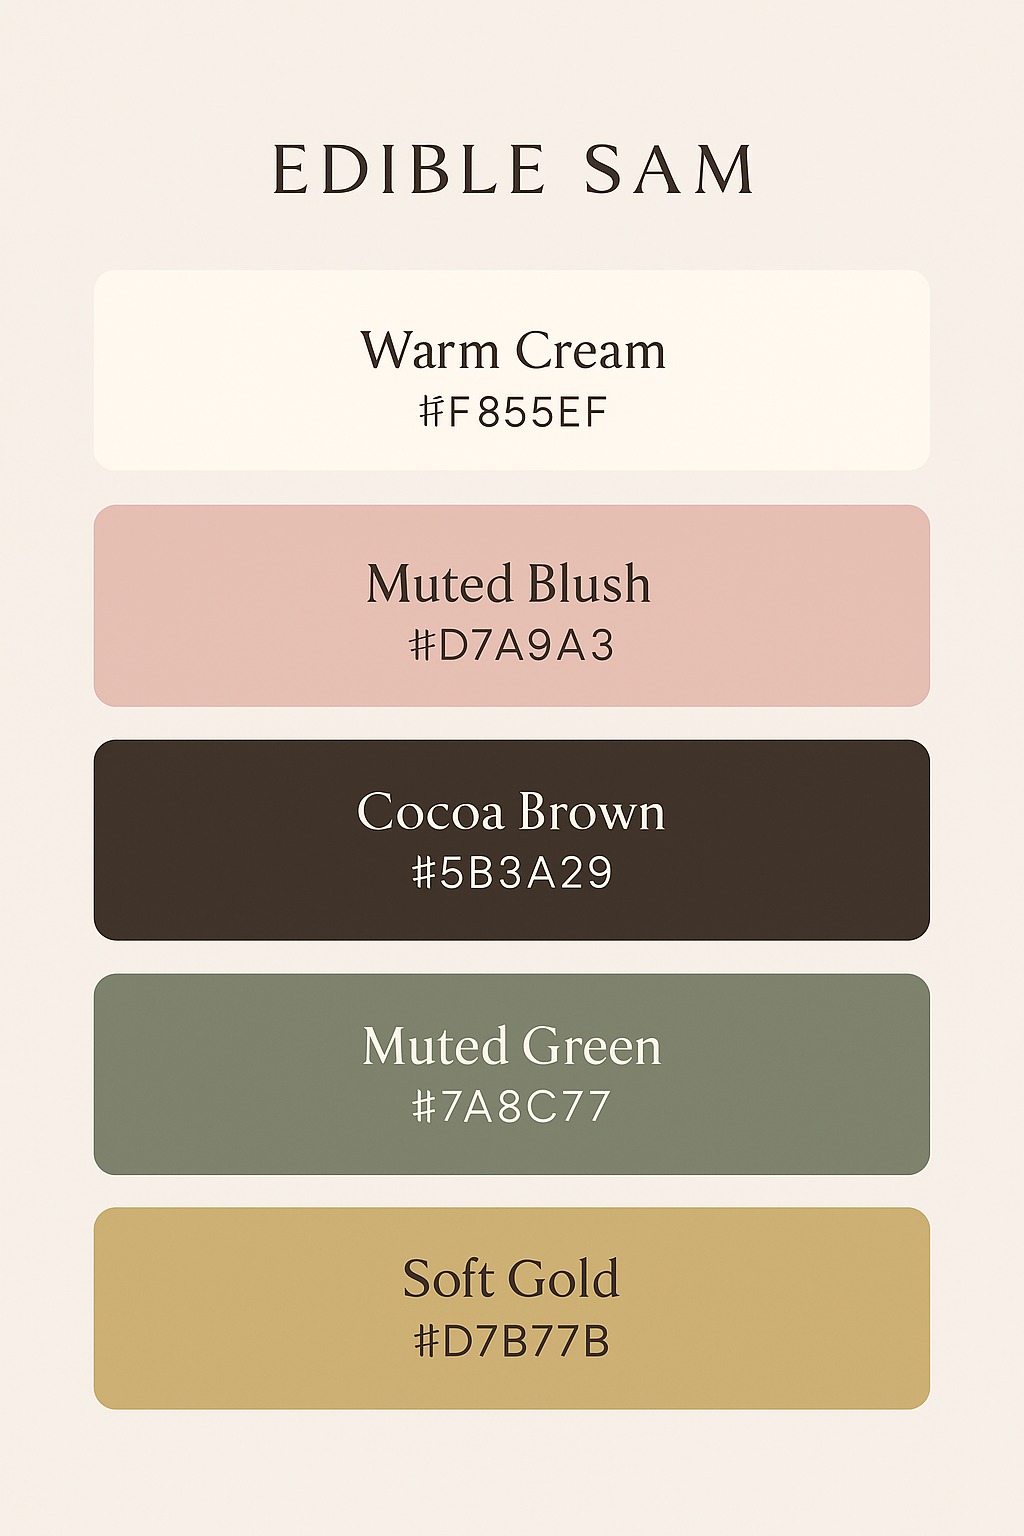 EDIBLE SAM
Warm Cream
#F855EF
Muted Blush
#D7A9A3
Cocoa Brown
#5B3A29
Muted Green
#7A8C77
Soft Gold
#D7B77B